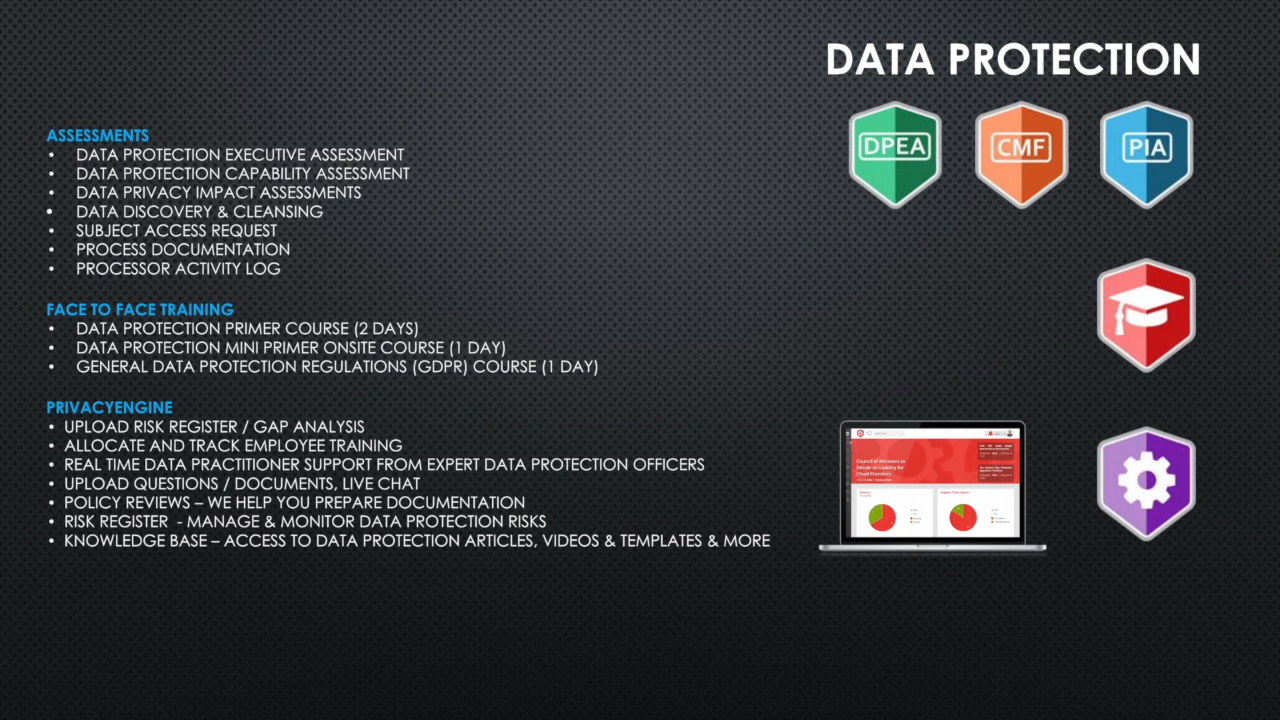 DATA PROTECTION
DPEA
CMF
PIA
ASSESSMENTS
• DATA PROTECTION EXECUTIVE ASSESSMENT
• DATA PROTECTION CAPABILITY ASSESSMENT
• DATA PRIVACY IMPACT ASSESSMENTS
• DATA DISCOVERY & CLEANSING
• SUBJECT ACCESS REQUEST
• PROCESS DOCUMENTATION
• PROCESSOR ACTIVITY LOG
FACE TO FACE TRAINING
• DATA PROTECTION PRIMER COURSE (2 DAYS)
• DATA PROTECTION MINI PRIMER ONSITE COURSE (1 DAY)
• GENERAL DATA PROTECTION REGULATIONS (GDPR) COURSE (1 DAY)
PRIVACYENGINE
• UPLOAD RISK REGISTER / GAP ANALYSIS
• ALLOCATE AND TRACK EMPLOYEE TRAINING
• REAL TIME DATA PRACTITIONER SUPPORT FROM EXPERT DATA PROTECTION OFFICERS
• UPLOAD QUESTIONS / DOCUMENTS, LIVE CHAT
• POLICY REVIEWS – WE HELP YOU PREPARE DOCUMENTATION
• RISK REGISTER - MANAGE & MONITOR DATA PROTECTION RISKS
• KNOWLEDGE BASE – ACCESS TO DATA PROTECTION ARTICLES, VIDEOS & TEMPLATES & MORE
Council of Ministers to
Decide on Liability for
Cloud Providers